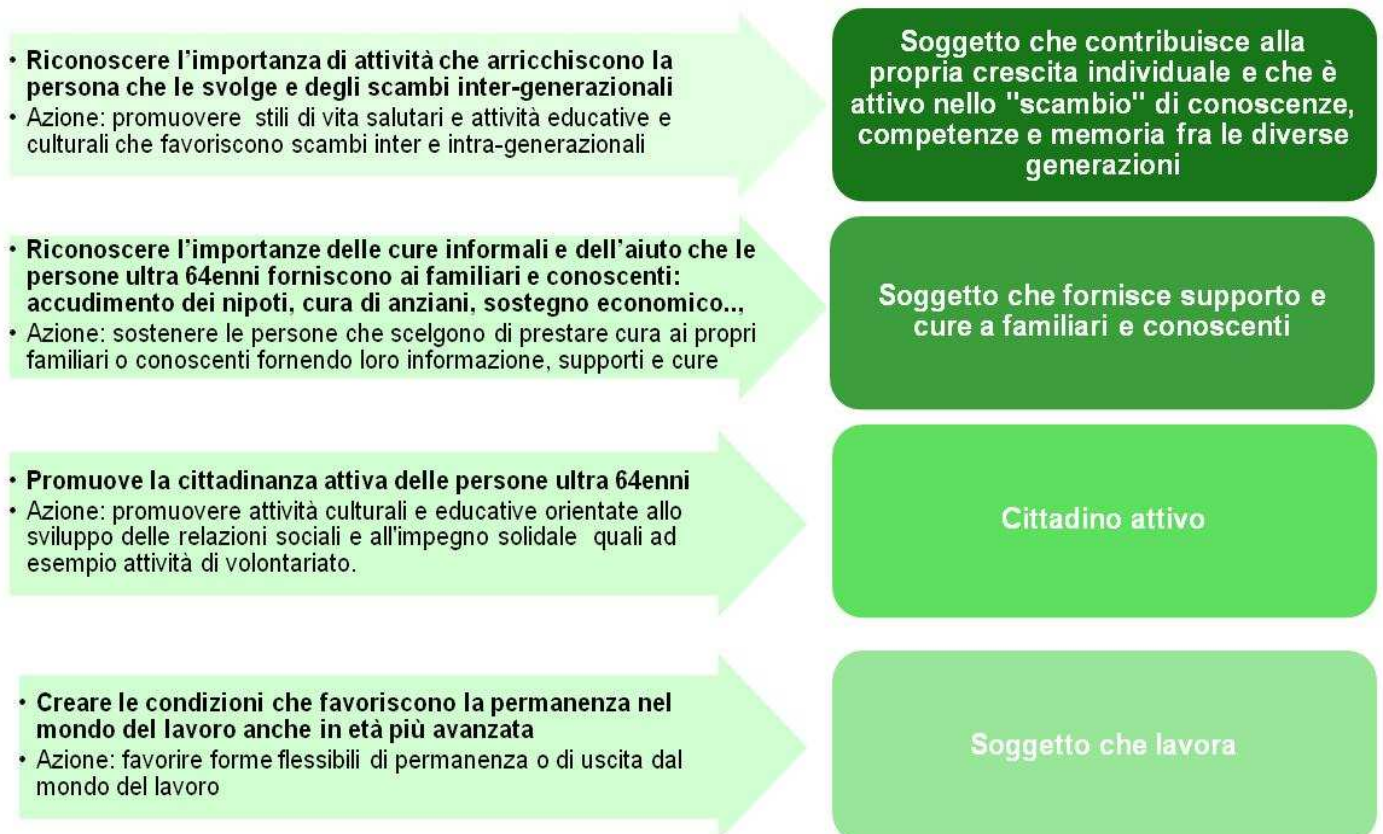 • Riconoscere l'importanza di attività che arricchiscono la
persona che le svolge e degli scambi inter-generazionali
• Azione: promuovere stili di vita salutari e attività educative e
culturali che favoriscono scambi inter e intra-generazionali
Soggetto che contribuisce alla
propria crescita individuale e che è
attivo nello "scambio" di conoscenze,
competenze e memoria fra le diverse
generazioni
• Riconoscere l'importanze delle cure informali e dell'aiuto che le
persone ultra 64enni forniscono ai familiari e conoscenti:
accudimento dei nipoti, cura di anziani, sostegno economico..,
• Azione: sostenere le persone che scelgono di prestare cura ai propri
familiari o conoscenti fornendo loro informazione, supporti e cure
Soggetto che fornisce supporto e
cure a familiari e conoscenti
• Promuove la cittadinanza attiva delle persone ultra 64enni
• Azione: promuovere attività culturali e educative orientate allo
sviluppo delle relazioni sociali e all'impegno solidale quali ad
esempio attività di volontariato.
Cittadino attivo
• Creare le condizioni che favoriscono la permanenza nel
mondo del lavoro anche in età più avanzata
• Azione: favorire forme flessibili di permanenza o di uscita dal
mondo del lavoro
Soggetto che lavora